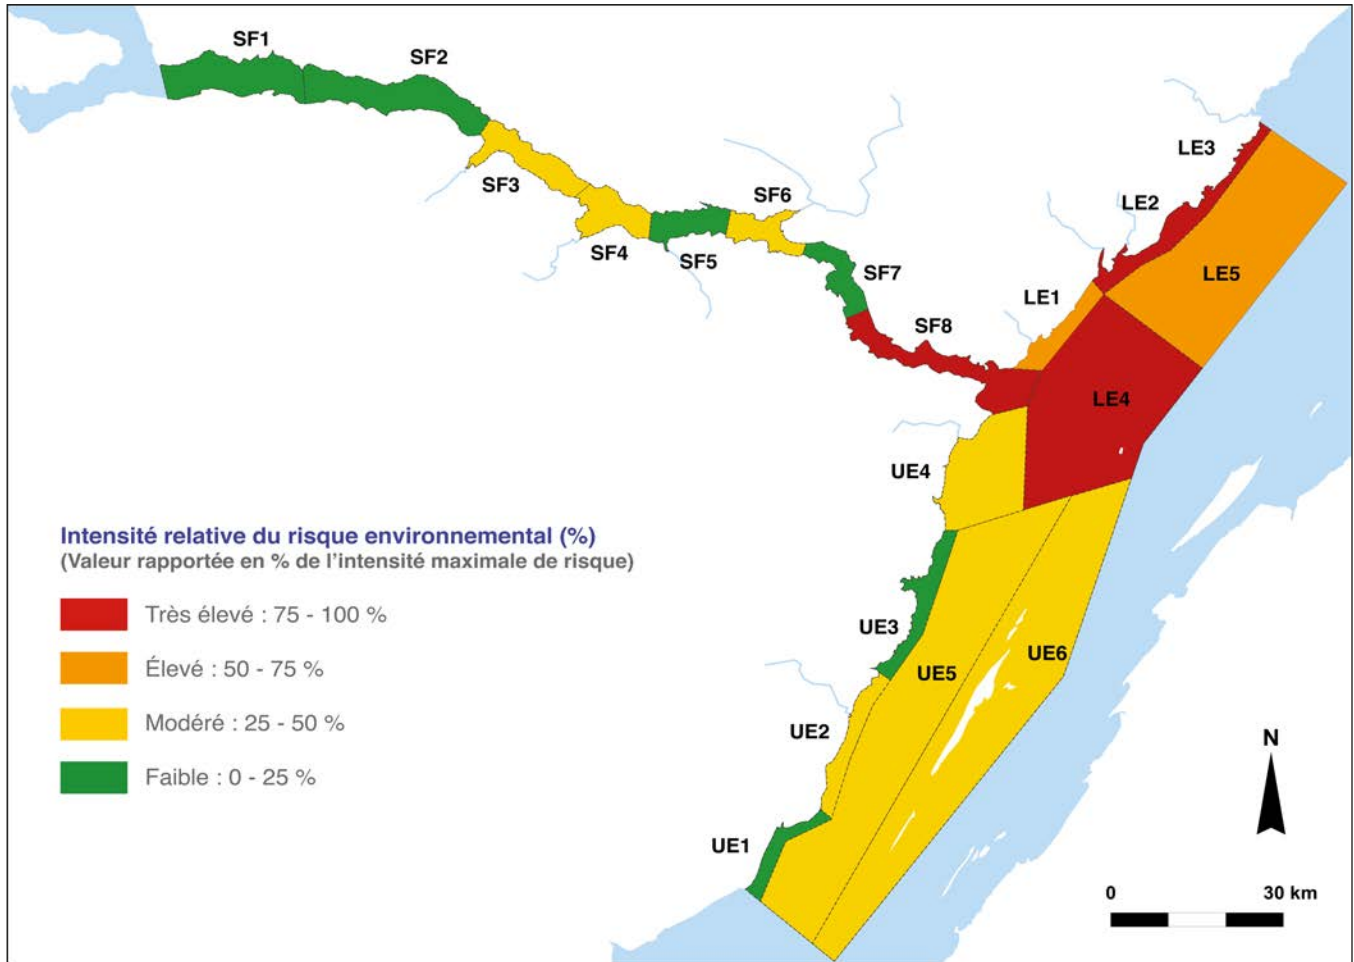 SF1
SF2
SF3
SF4
SF5
SF6
SF7
SF8
LE3
LE2
LE1
LE5
LE4
UE4
UE3
UE5
UE6
UE2
UE1
Intensité relative du risque environnemental (%)
(Valeur rapportée en % de l'intensité maximale de risque)
Très élevé : 75 - 100 %
Élevé : 50 - 75 %
Modéré : 25 - 50 %
Faible : 0 - 25 %
N
0 30 km